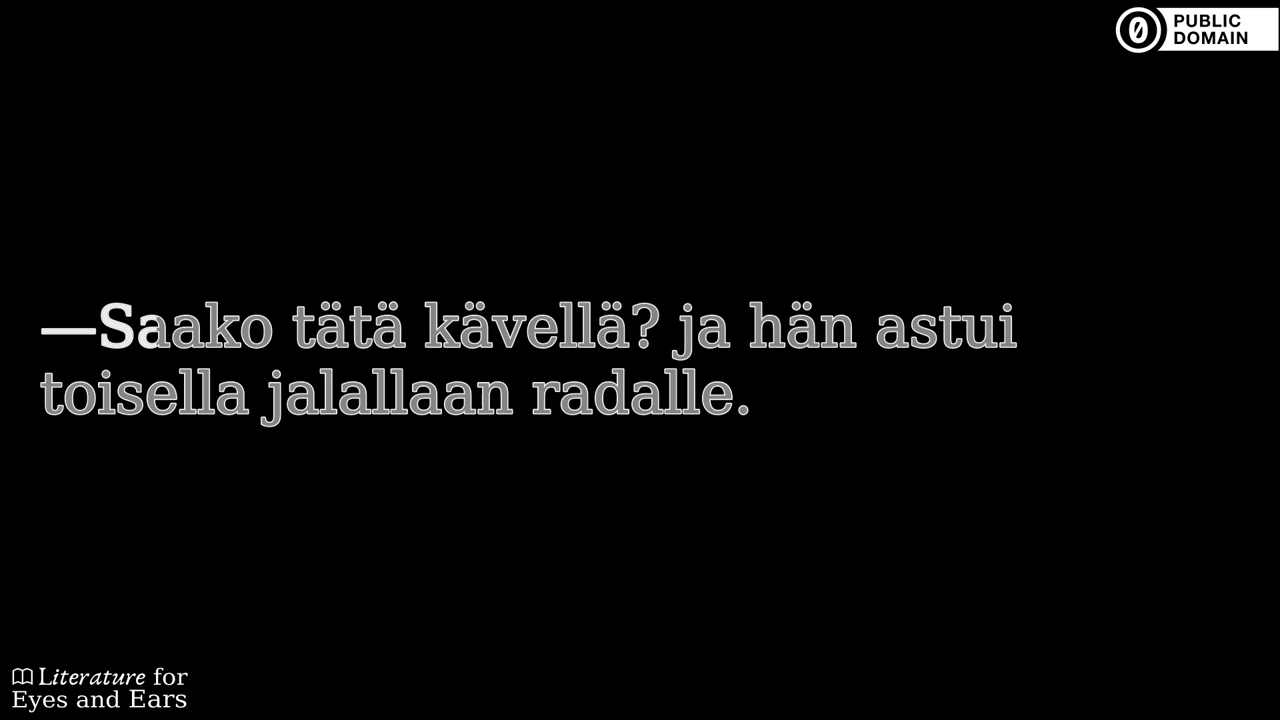 PUBLIC
DOMAIN
—Saako tätä kävellä? ja hän astui
toisella jalallaan radalle.
Literature for
Eyes and Ears